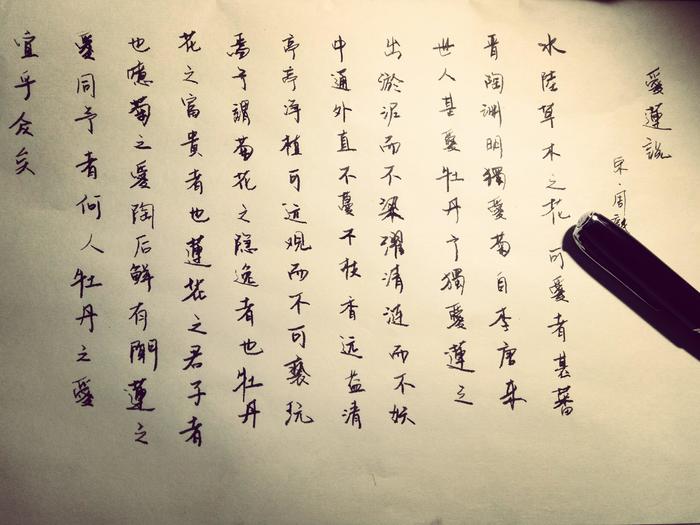 愛蓮說
宋·周敦
水陸草木之花可愛者甚蕃
晋陶淵明獨愛菊自李唐来
世人甚愛牡丹予獨愛蓮之
出淤泥而不染濯清涟而不妖
中通外直不蔓不枝香远益清
亭亭净植可远观而不可亵玩
焉予謂菊花之隐逸者也牡丹
花之富貴者也蓮花之君子者
也噫菊之愛陶后鮮有聞蓮之
愛同予者何人牡丹之愛
宜乎众矣